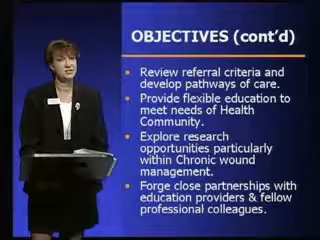 OBJECTIVES (cont'd)
• Review referral criteria and
develop pathways of care.
• Provide flexible education to
meet needs of Health
Community.
• Explore research
opportunities particularly
within Chronic wound
management.
• Forge close partnerships with
education providers & fellow
professional colleagues.